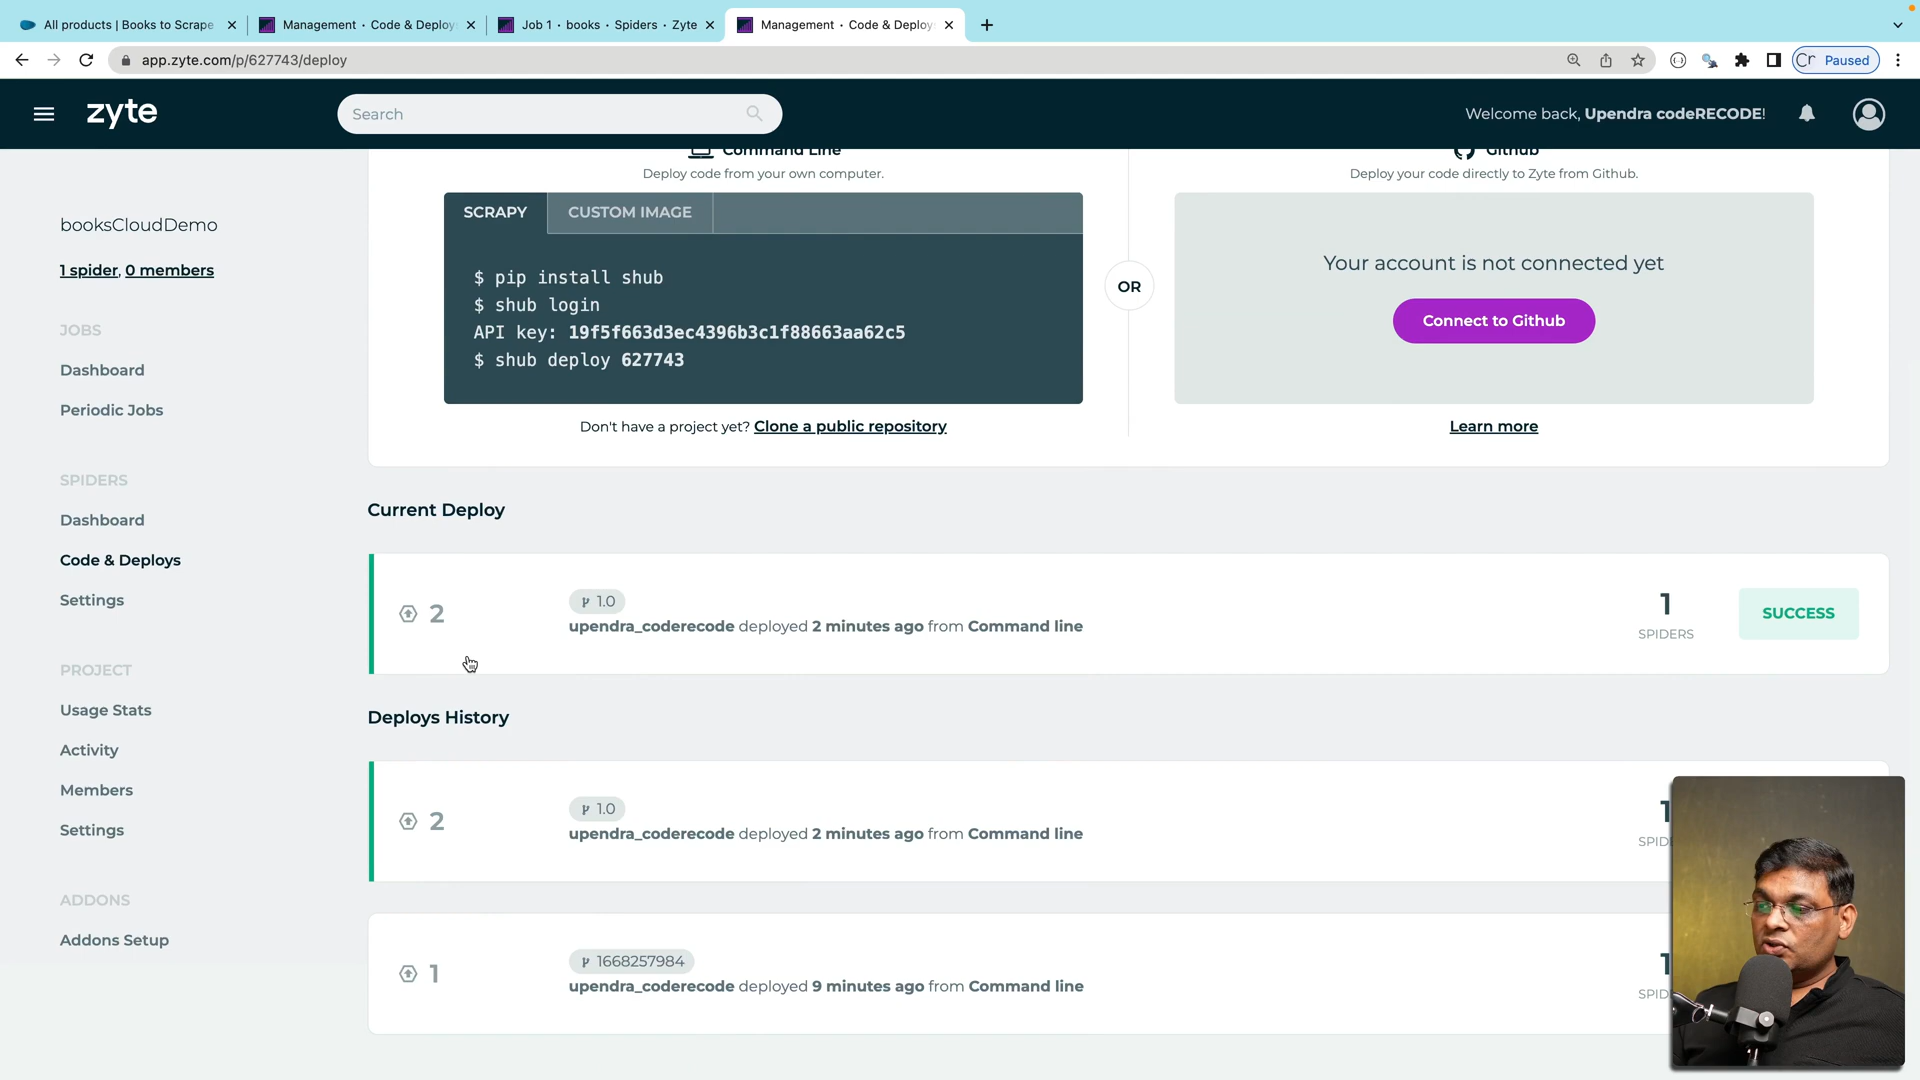 All products | Books to Scrape
Management · Code & Deploy
Job 1 · books · Spiders · Zyte
Management · Code & Deploy
app.zyte.com/p/627743/deploy
Paused
zyte
Search
Welcome back, Upendra codeRECODE!
booksCloudDemo
1 spider, 0 members
JOBS
Dashboard
Periodic Jobs
SPIDERS
Dashboard
Code & Deploys
Settings
PROJECT
Usage Stats
Activity
Members
Settings
ADDONS
Addons Setup
Command Line
Deploy code from your own computer.
SCRAPY
CUSTOM IMAGE
$ pip install shub
$ shub login
API key: 19f5f663d3ec4396b3c1f88663aa62c5
$ shub deploy 627743
Don't have a project yet? Clone a public repository
OR
Github
Deploy your code directly to Zyte from Github.
Your account is not connected yet
Connect to Github
Learn more
Current Deploy
2
1.0
upendra_coderecode deployed 2 minutes ago from Command line
1
SPIDERS
SUCCESS
Deploys History
2
1.0
upendra_coderecode deployed 2 minutes ago from Command line
1
SPID
1
1668257984
upendra_coderecode deployed 9 minutes ago from Command line
1
SPID